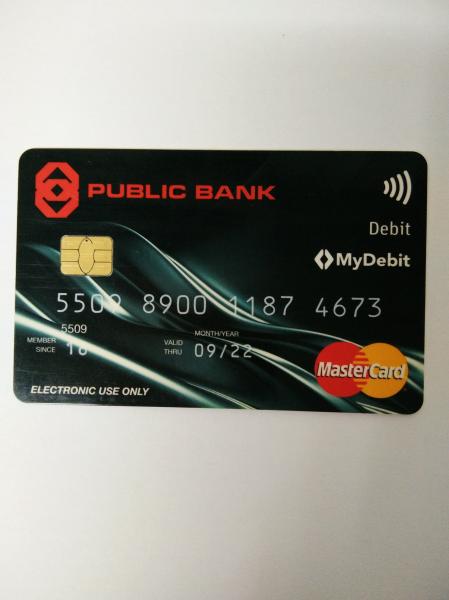 PUBLIC BANK
Debit
MyDebit
5509 8900 1187 4673
5509
MONTH/YEAR
MEMBER SINCE 16 VALID THRU 09/22
MasterCard
ELECTRONIC USE ONLY